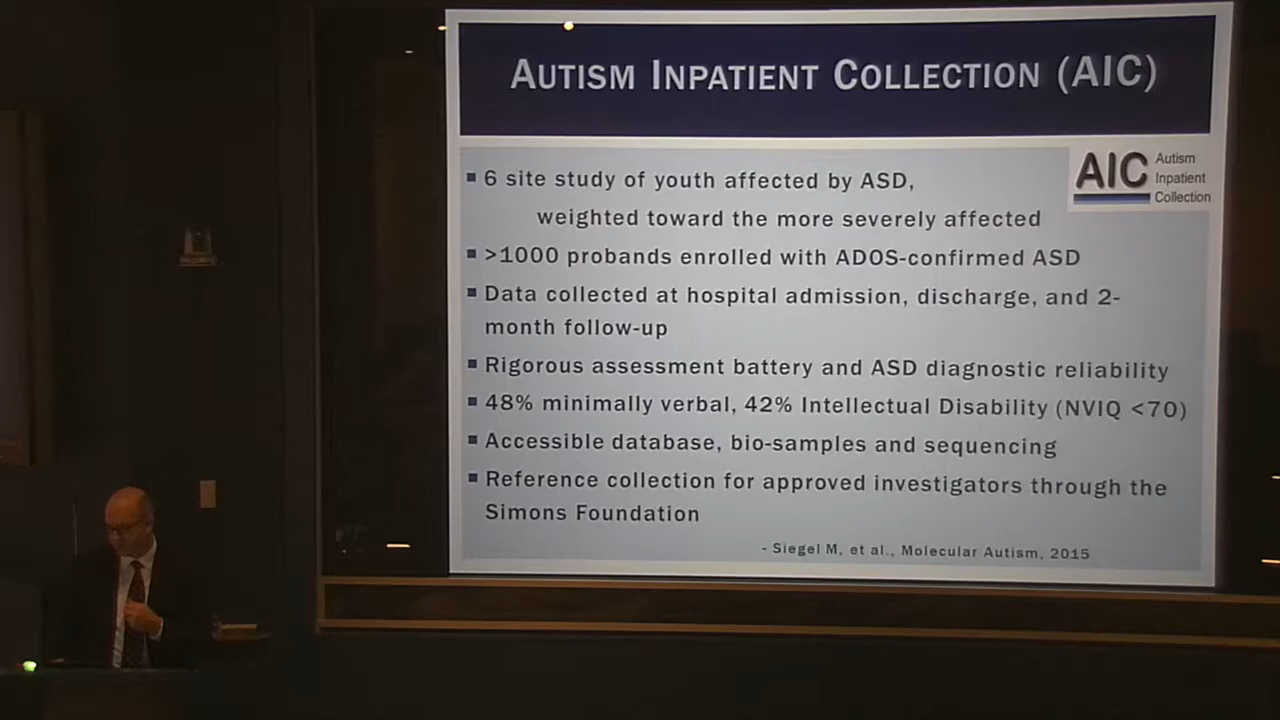 AUTISM INPATIENT COLLECTION (AIC)
AIC Autism
Inpatient
Collection
▪ 6 site study of youth affected by ASD,
weighted toward the more severely affected
▪ >1000 probands enrolled with ADOS-confirmed ASD
▪ Data collected at hospital admission, discharge, and 2-
month follow-up
▪ Rigorous assessment battery and ASD diagnostic reliability
▪ 48% minimally verbal, 42% Intellectual Disability (NVIQ <70)
▪ Accessible database, bio-samples and sequencing
▪ Reference collection for approved investigators through the
Simons Foundation
- Siegel M, et al., Molecular Autism, 2015